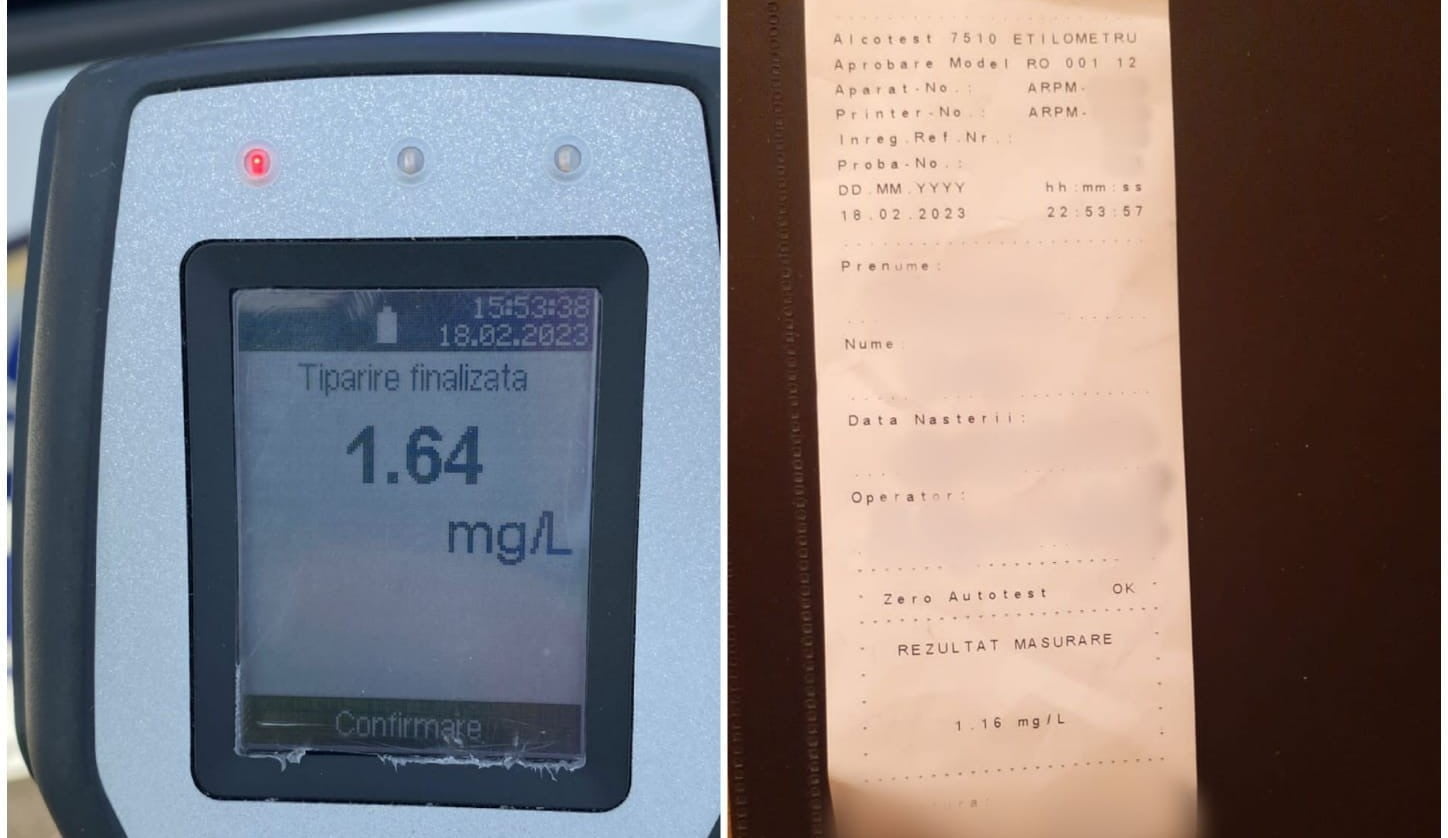 15:53:38
18.02.2023
Tiparire finalizata
1.64
mg/L
Confirmare
Alcotest 7510 ETILOMETRU
Aprobare Model RO 001 12
Aparat-No.: ARPM-
Printer-No.: ARPM-
Inreg.Ref.Nr.:
Proba-No.:
DD.MM.YYYY hh:mm:ss
18.02.2023 22:53:57
Prenume:
Nume:
Data Nasterii:
Operator:
Zero Autotest OK
REZULTAT MASURARE
1.16 mg/L